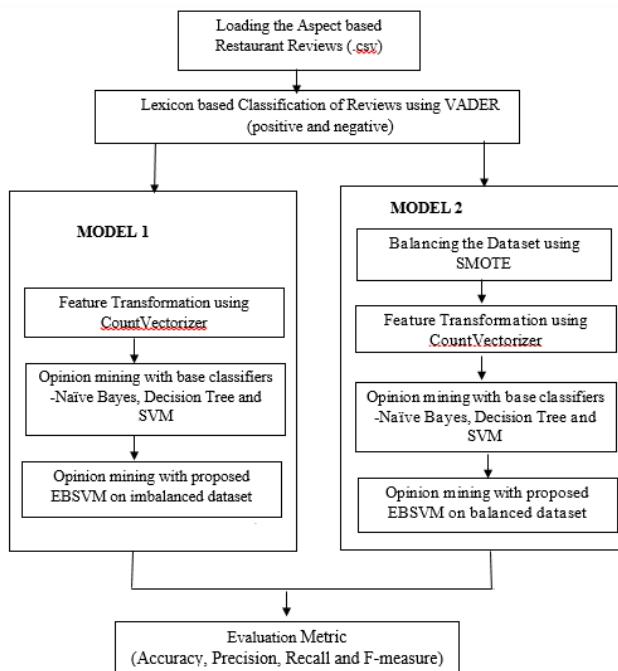 Loading the Aspect based
Restaurant Reviews (.csv)
Lexicon based Classification of Reviews using VADER
(positive and negative)
MODEL 1
Feature Transformation using
CountVectorizer
Opinion mining with base classifiers
-Naïve Bayes, Decision Tree and
SVM
Opinion mining with proposed
EBSVM on imbalanced dataset
MODEL 2
Balancing the Dataset using
SMOTE
Feature Transformation using
CountVectorizer
Opinion mining with base classifiers
-Naïve Bayes, Decision Tree and
SVM
Opinion mining with proposed
EBSVM on balanced dataset
Evaluation Metric
(Accuracy, Precision, Recall and F-measure)